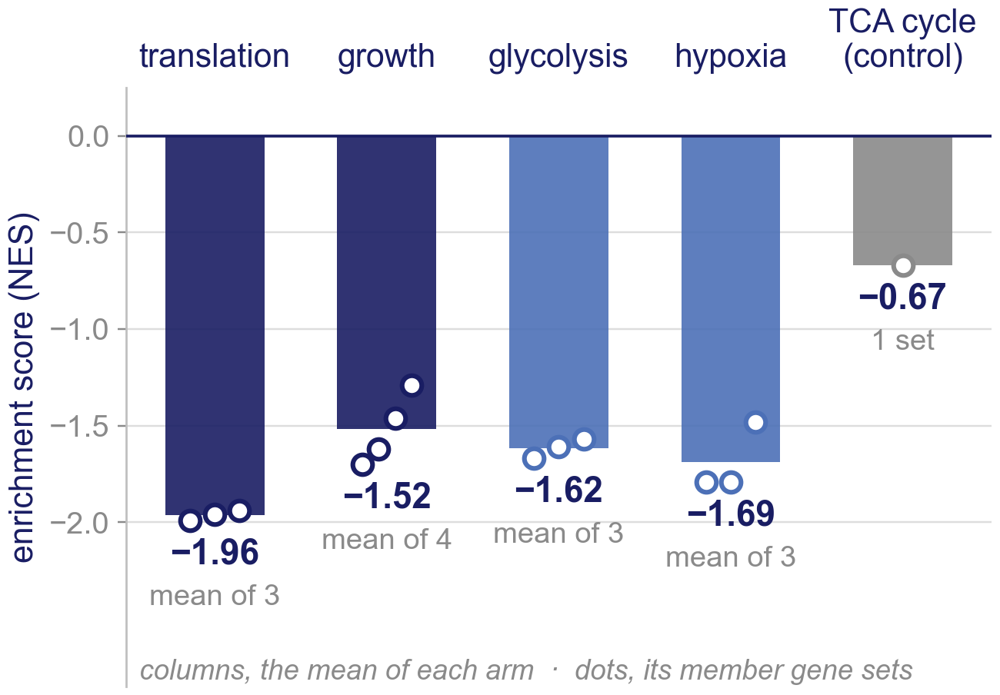 TCA cycle
translation growth glycolysis hypoxia (control)
0.0
−0.5
−1.0
−1.5
−2.0
enrichment score (NES)
−1.96
mean of 3
−1.52
mean of 4
−1.62
mean of 3
−1.69
mean of 3
−0.67
1 set
columns, the mean of each arm · dots, its member gene sets